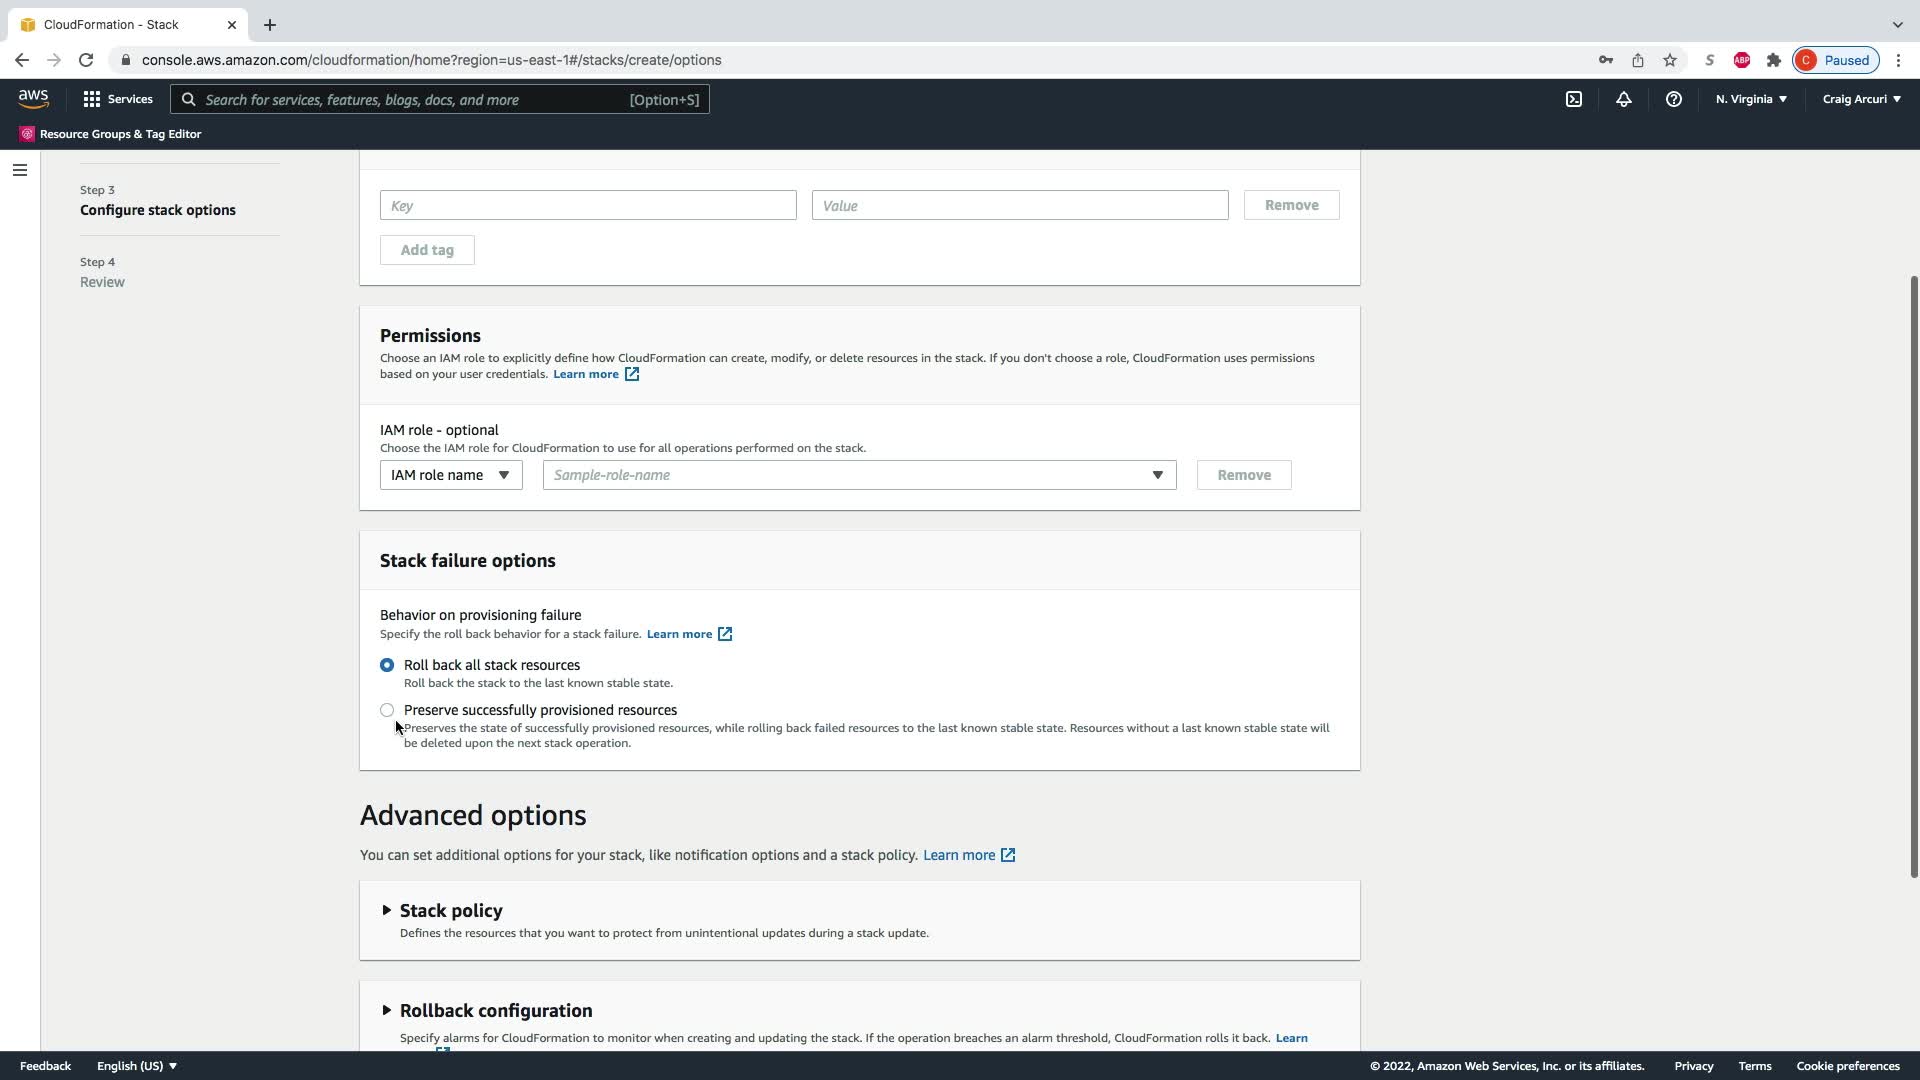 CloudFormation - Stack
console.aws.amazon.com/cloudformation/home?region=us-east-1#/stacks/create/options
S
ABP
C
Paused
aws
Services
Search for services, features, blogs, docs, and more
[Option+S]
N. Virginia
Craig Arcuri
Resource Groups & Tag Editor
Step 3
Configure stack options
Step 4
Review
Key
Value
Remove
Add tag
Permissions
Choose an IAM role to explicitly define how CloudFormation can create, modify, or delete resources in the stack. If you don't choose a role, CloudFormation uses permissions
based on your user credentials. Learn more
IAM role - optional
Choose the IAM role for CloudFormation to use for all operations performed on the stack.
IAM role name
Sample-role-name
Remove
Stack failure options
Behavior on provisioning failure
Specify the roll back behavior for a stack failure. Learn more
Roll back all stack resources
Roll back the stack to the last known stable state.
Preserve successfully provisioned resources
Preserves the state of successfully provisioned resources, while rolling back failed resources to the last known stable state. Resources without a last known stable state will
be deleted upon the next stack operation.
Advanced options
You can set additional options for your stack, like notification options and a stack policy. Learn more
Stack policy
Defines the resources that you want to protect from unintentional updates during a stack update.
Rollback configuration
Specify alarms for CloudFormation to monitor when creating and updating the stack. If the operation breaches an alarm threshold, CloudFormation rolls it back. Learn
Feedback
English (US)
© 2022, Amazon Web Services, Inc. or its affiliates.
Privacy
Terms
Cookie preferences